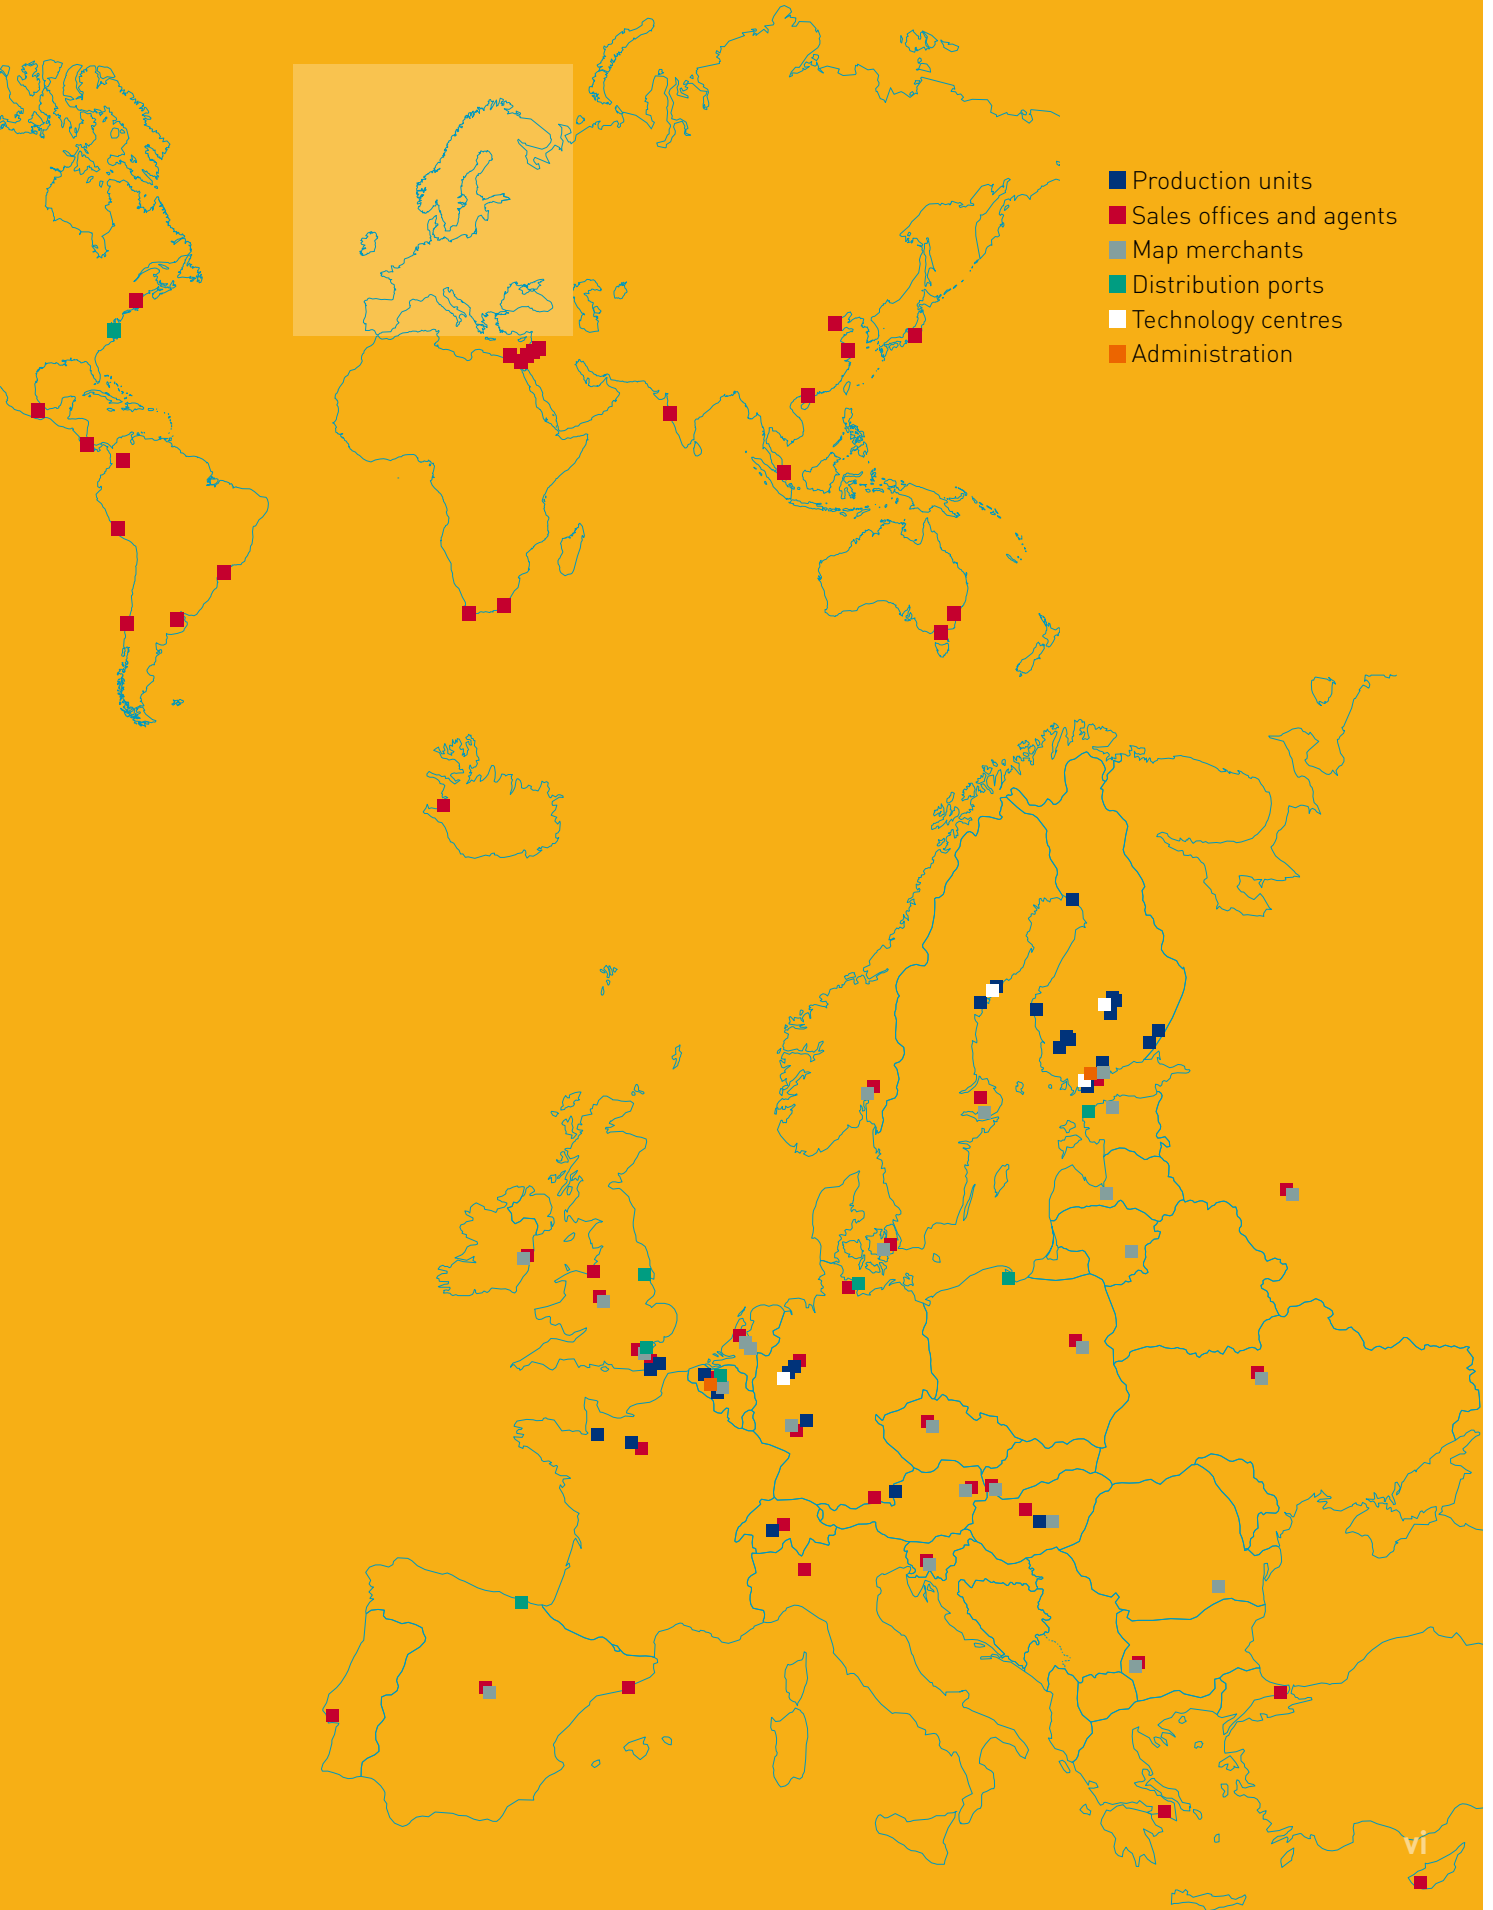 Production units
Sales offices and agents
Map merchants
Distribution ports
Technology centres
Administration
vi